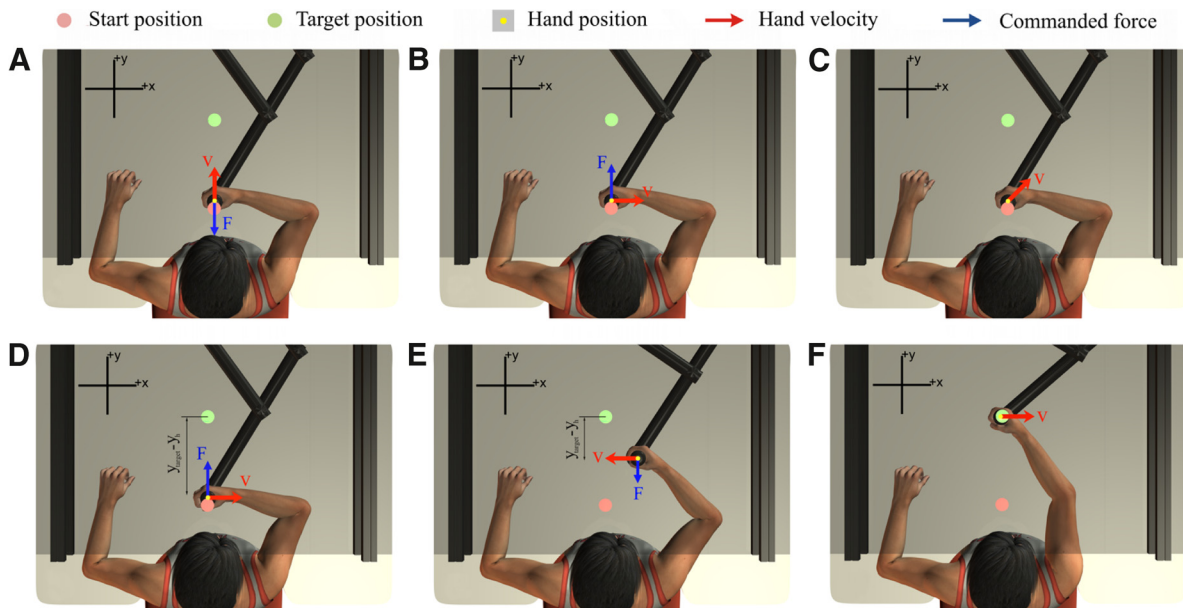 Start position
Target position
Hand position
Hand velocity
Commanded force
A
+y
+x
V
F
B
+y
+x
F
V
C
+y
+x
V
D
+y
+x
y_target-y_h
F
V
E
+y
+x
y_target-y_h
V
F
F
+y
+x
V